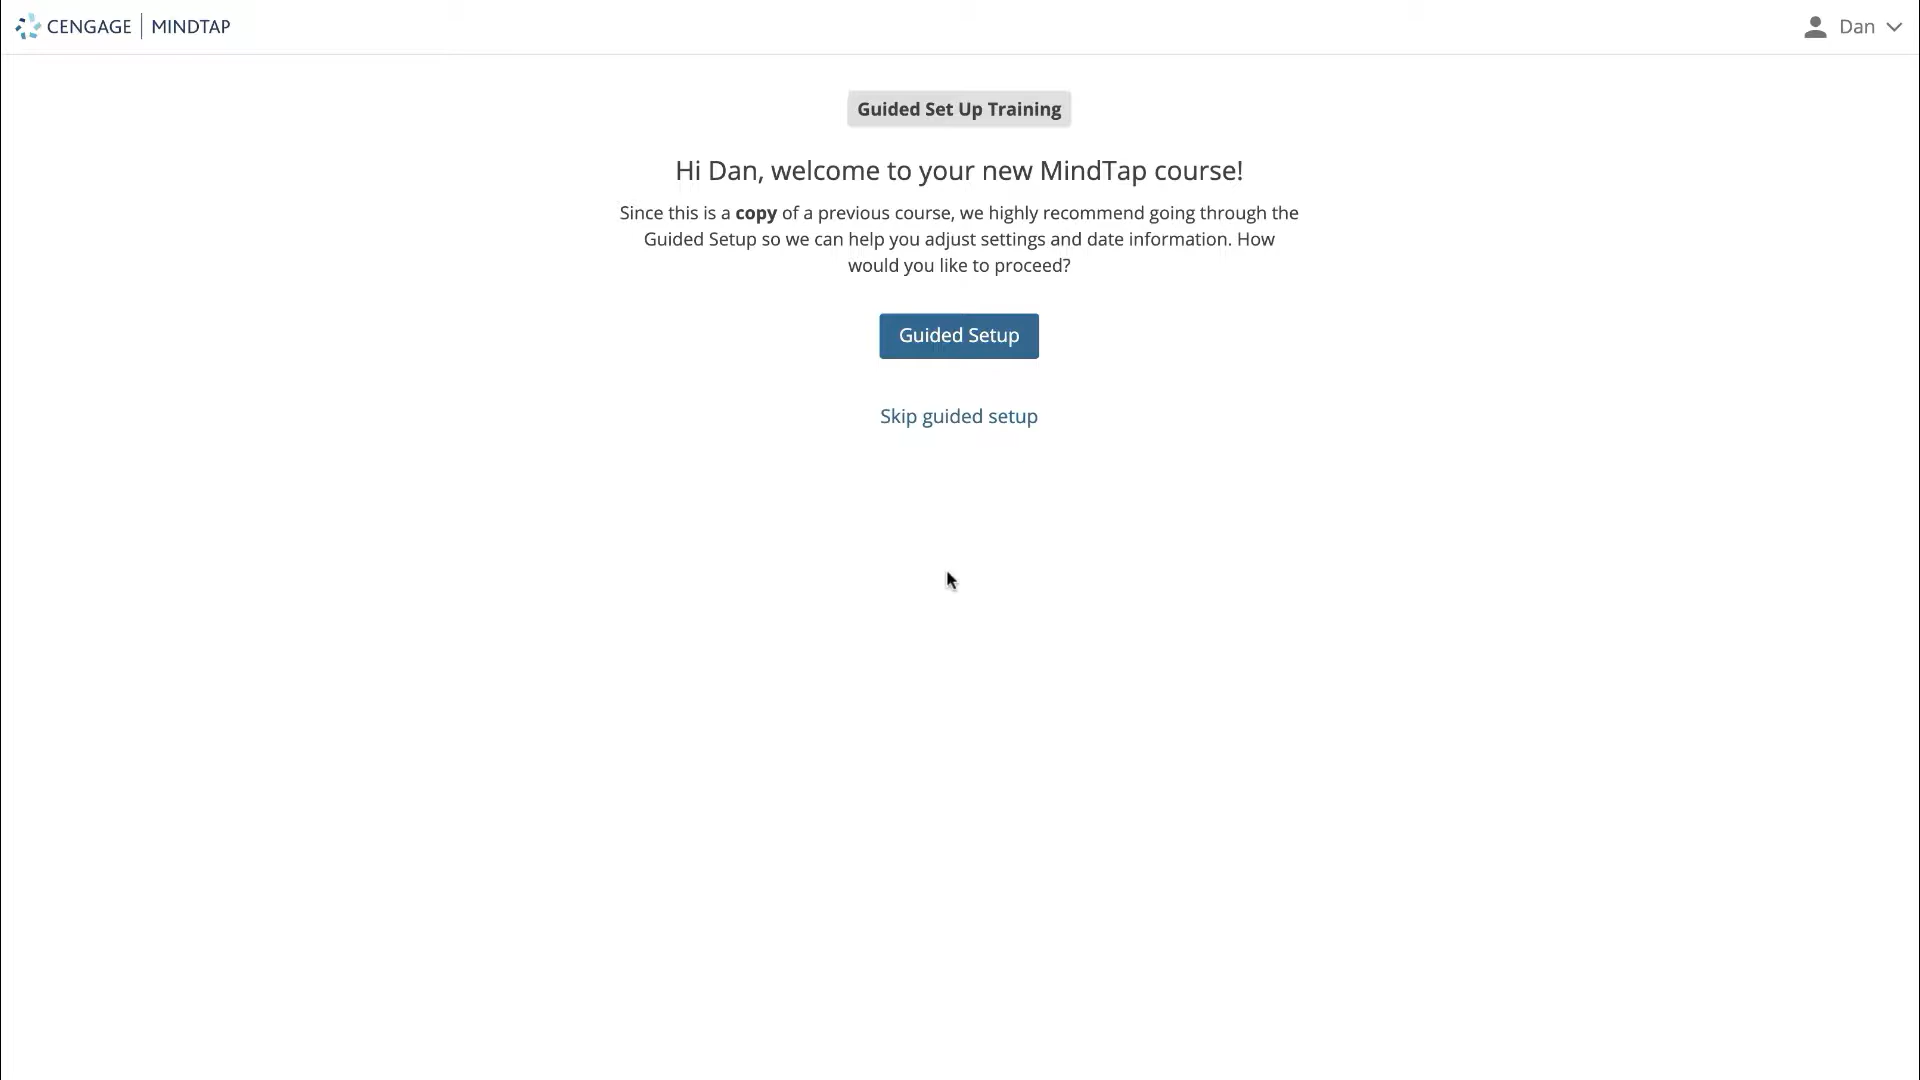 CENGAGE | MINDTAP
Dan
Guided Set Up Training
Hi Dan, welcome to your new MindTap course!
Since this is a copy of a previous course, we highly recommend going through the
Guided Setup so we can help you adjust settings and date information. How
would you like to proceed?
Guided Setup
Skip guided setup